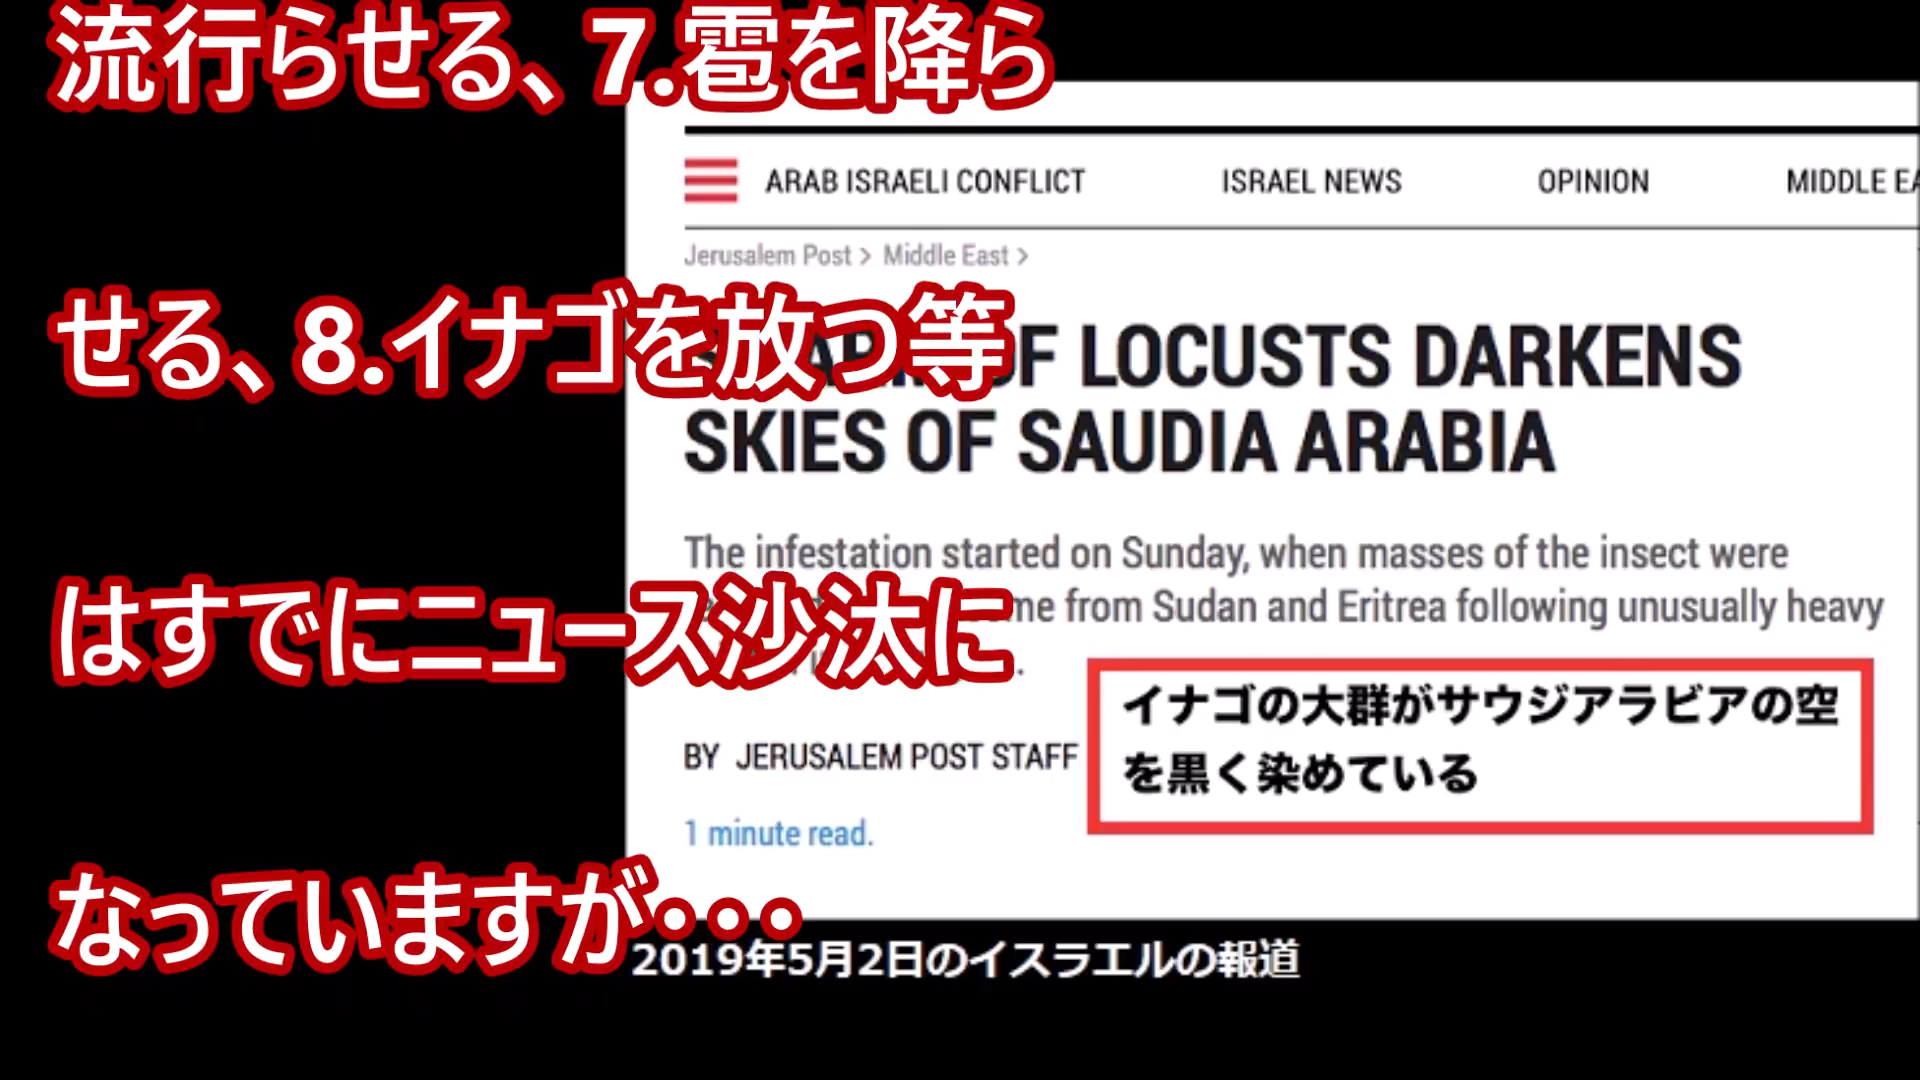 流行らせる、7.雹を降ら
せる、8.イナゴを放つ等
はすでにニュース沙汰に
なっていますが・・・
ARAB ISRAELI CONFLICT ISRAEL NEWS OPINION MIDDLE
Jerusalem Post > Middle East >
OF LOCUSTS DARKENS
SKIES OF SAUDIA ARABIA
The infestation started on Sunday, when masses of the insect were
from Sudan and Eritrea following unusually heavy
BY JERUSALEM POST STAFF
1 minute read.
イナゴの大群がサウジアラビアの空
を黒く染めている
2019年5月2日のイスラエルの報道